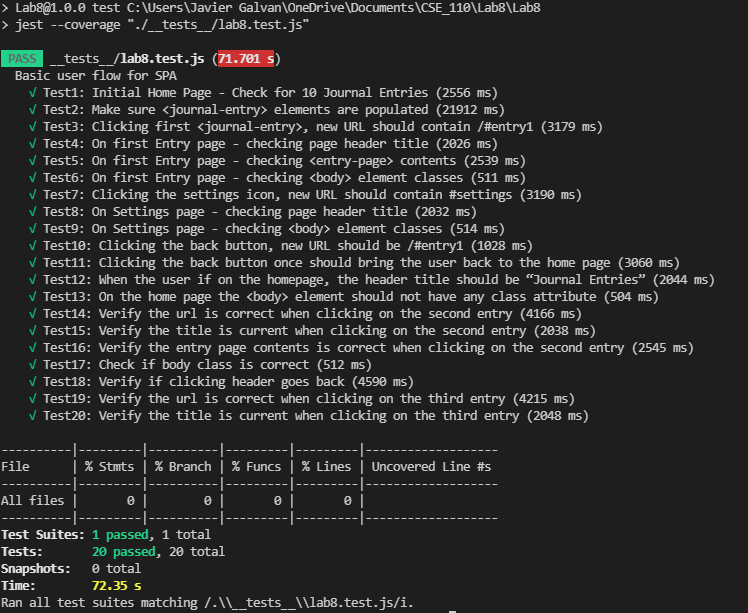 > Lab8@1.0.0 test C:\Users\Javier Galvan\OneDrive\Documents\CSE_110\Lab8\Lab8
> jest --coverage "./__tests__/lab8.test.js"
PASS __tests__/lab8.test.js (71.701 s)
Basic user flow for SPA
√ Test1: Initial Home Page - Check for 10 Journal Entries (2556 ms)
√ Test2: Make sure <journal-entry> elements are populated (21912 ms)
√ Test3: Clicking first <journal-entry>, new URL should contain /#entry1 (3179 ms)
√ Test4: On first Entry page - checking page header title (2026 ms)
√ Test5: On first Entry page - checking <entry-page> contents (2539 ms)
√ Test6: On first Entry page - checking <body> element classes (511 ms)
√ Test7: Clicking the settings icon, new URL should contain #settings (3190 ms)
√ Test8: On Settings page - checking page header title (2032 ms)
√ Test9: On Settings page - checking <body> element classes (514 ms)
√ Test10: Clicking the back button, new URL should be /#entry1 (1028 ms)
√ Test11: Clicking the back button once should bring the user back to the home page (3060 ms)
√ Test12: When the user if on the homepage, the header title should be “Journal Entries” (2044 ms)
√ Test13: On the home page the <body> element should not have any class attribute (504 ms)
√ Test14: Verify the url is correct when clicking on the second entry (4166 ms)
√ Test15: Verify the title is current when clicking on the second entry (2038 ms)
√ Test16: Verify the entry page contents is correct when clicking on the second entry (2545 ms)
√ Test17: Check if body class is correct (512 ms)
√ Test18: Verify if clicking header goes back (4590 ms)
√ Test19: Verify the url is correct when clicking on the third entry (4215 ms)
√ Test20: Verify the title is current when clicking on the third entry (2048 ms)
----------|---------|----------|---------|---------|-------------------
File | % Stmts | % Branch | % Funcs | % Lines | Uncovered Line #s
----------|---------|----------|---------|---------|-------------------
All files | 0 | 0 | 0 | 0 |
----------|---------|----------|---------|---------|-------------------
Test Suites: 1 passed, 1 total
Tests: 20 passed, 20 total
Snapshots: 0 total
Time: 72.35 s
Ran all test suites matching /.\\__tests__\\lab8.test.js/i.